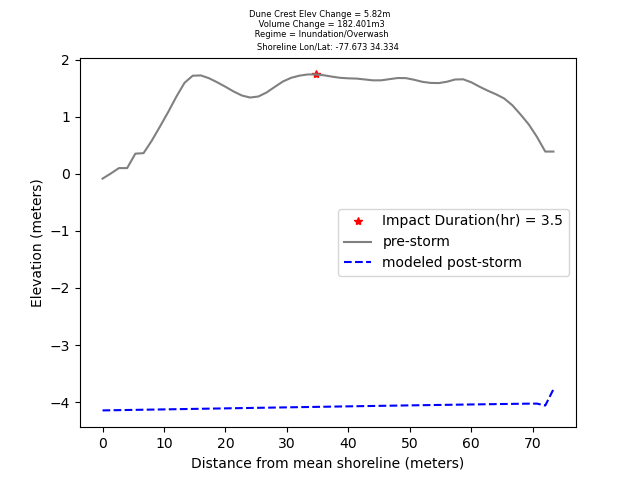 Dune Crest Elev Change = 5.82m
Volume Change = 182.401m3
Regime = Inundation/Overwash
Shoreline Lon/Lat: -77.673 34.334
2
1
0
−1
−2
−3
−4
Elevation (meters)
Impact Duration(hr) = 3.5
pre-storm
modeled post-storm
0 10 20 30 40 50 60 70
Distance from mean shoreline (meters)